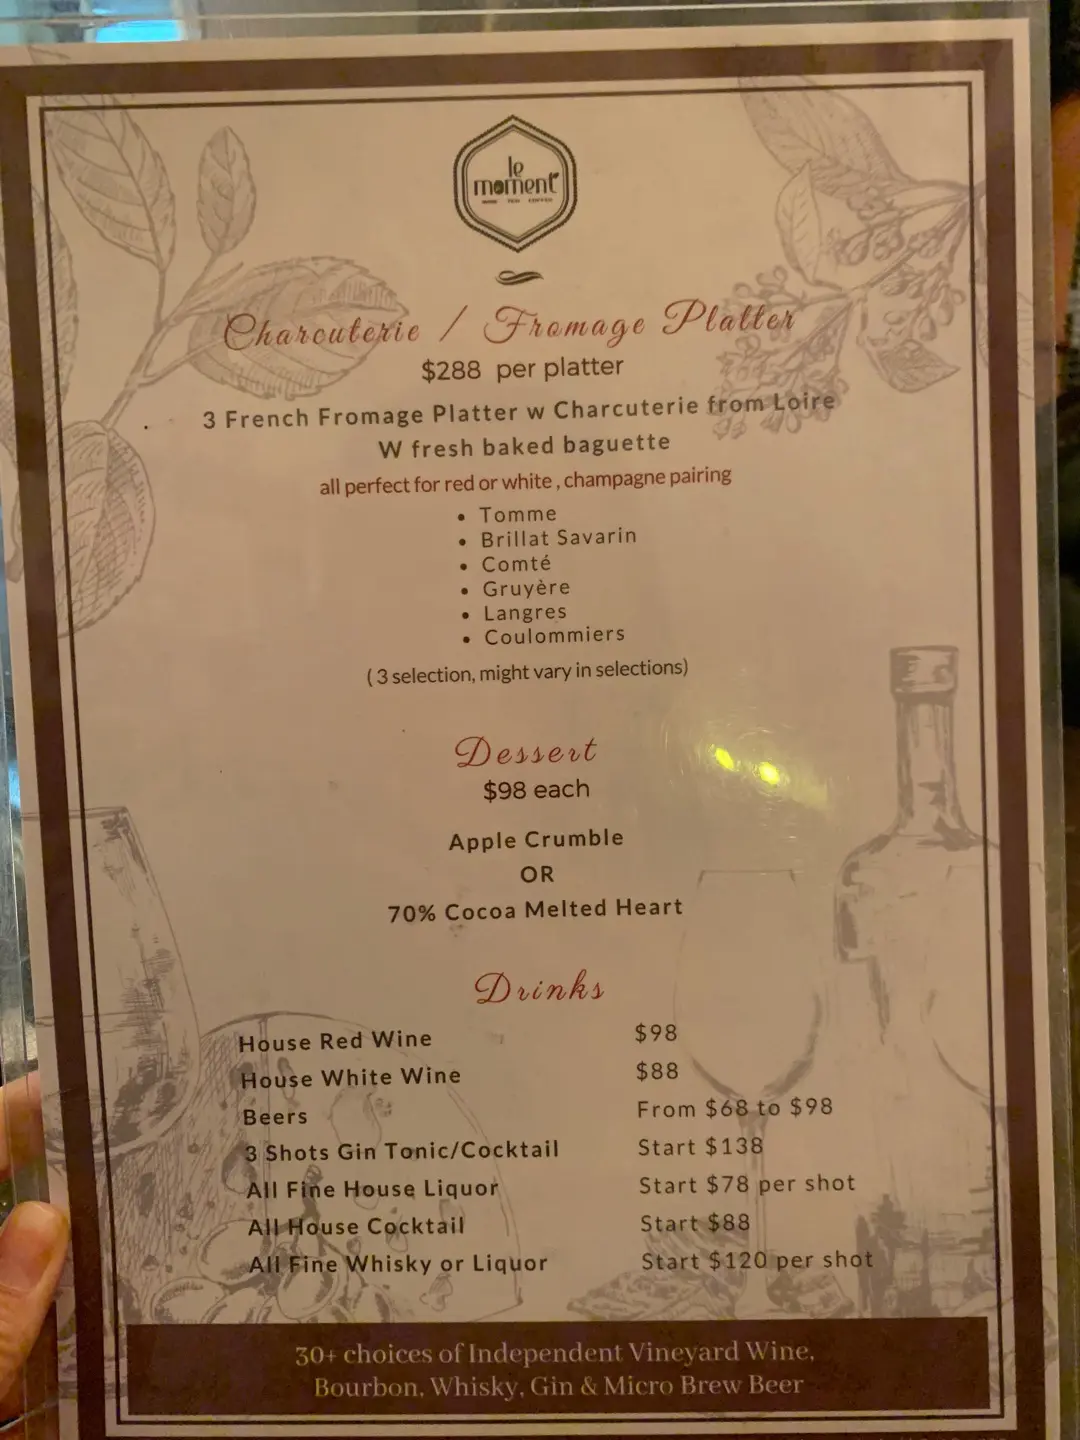 le
moment
WINE TEA COFFEE
Charcuterie / Fromage Platter
$288 per platter
3 French Fromage Platter w Charcuterie from Loire
W fresh baked baguette
all perfect for red or white , champagne pairing
• Tomme
• Brillat Savarin
• Comté
• Gruyère
• Langres
• Coulommiers
( 3 selection, might vary in selections)
Dessert
$98 each
Apple Crumble
OR
70% Cocoa Melted Heart
Drinks
House Red Wine $98
House White Wine $88
Beers From $68 to $98
3 Shots Gin Tonic/Cocktail Start $138
All Fine House Liquor Start $78 per shot
All House Cocktail Start $88
All Fine Whisky or Liquor Start $120 per shot
30+ choices of Independent Vineyard Wine,
Bourbon, Whisky, Gin & Micro Brew Beer